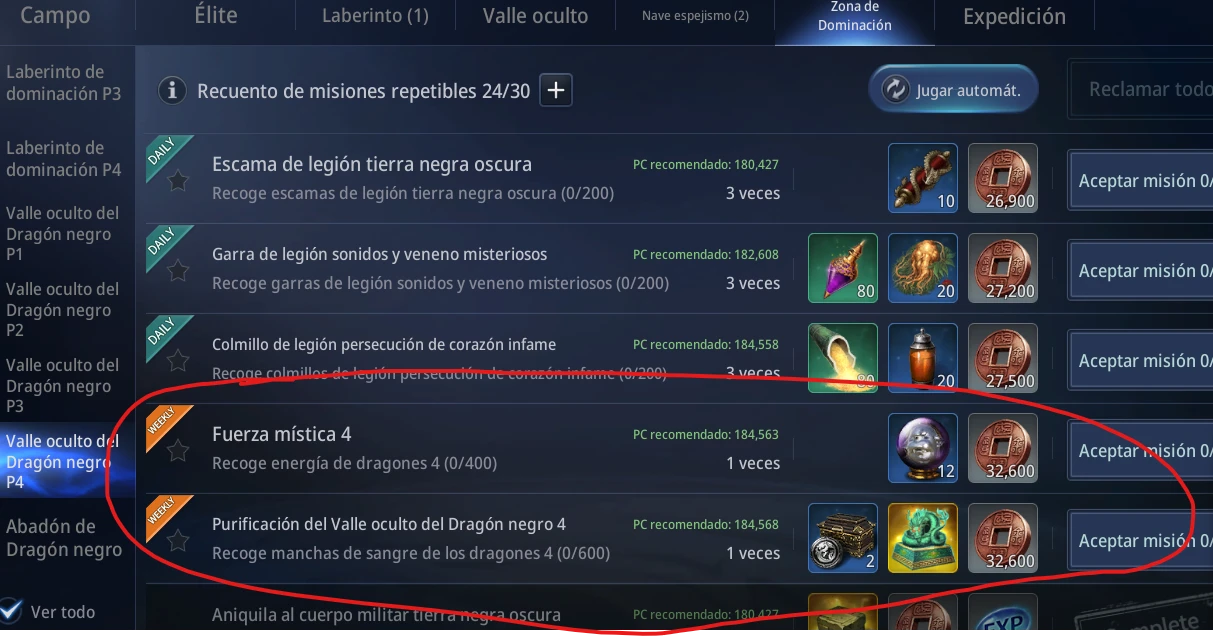 Campo
Élite
Laberinto (1)
Valle oculto
Nave espejismo (2)
Zona de
Dominación
Expedición
Laberinto de
dominación P3
Laberinto de
dominación P4
Valle oculto del
Dragón negro
P1
Valle oculto del
Dragón negro
P2
Valle oculto del
Dragón negro
P3
Valle oculto del
Dragón negro
P4
Abadón de
Dragón negro
Ver todo
Recuento de misiones repetibles 24/30
Jugar automát.
Reclamar todo
DAILY
Escama de legión tierra negra oscura
PC recomendado: 180,427
Recoge escamas de legión tierra negra oscura (0/200)
3 veces
10
26,900
Aceptar misión 0/
DAILY
Garra de legión sonidos y veneno misteriosos
PC recomendado: 182,608
Recoge garras de legión sonidos y veneno misteriosos (0/200)
3 veces
80
20
27,200
Aceptar misión 0/
DAILY
Colmillo de legión persecución de corazón infame
PC recomendado: 184,558
Recoge colmillos de legión persecución de corazón infame (0/200)
3 veces
80
20
27,500
Aceptar misión 0/
WEEKLY
Fuerza mística 4
PC recomendado: 184,563
Recoge energía de dragones 4 (0/400)
1 veces
12
32,600
Aceptar misión 0/
WEEKLY
Purificación del Valle oculto del Dragón negro 4
PC recomendado: 184,568
Recoge manchas de sangre de los dragones 4 (0/600)
1 veces
2
32,600
Aceptar misión 0/
Aniquila al cuerpo militar tierra negra oscura
PC recomendado: 180,427
EXP